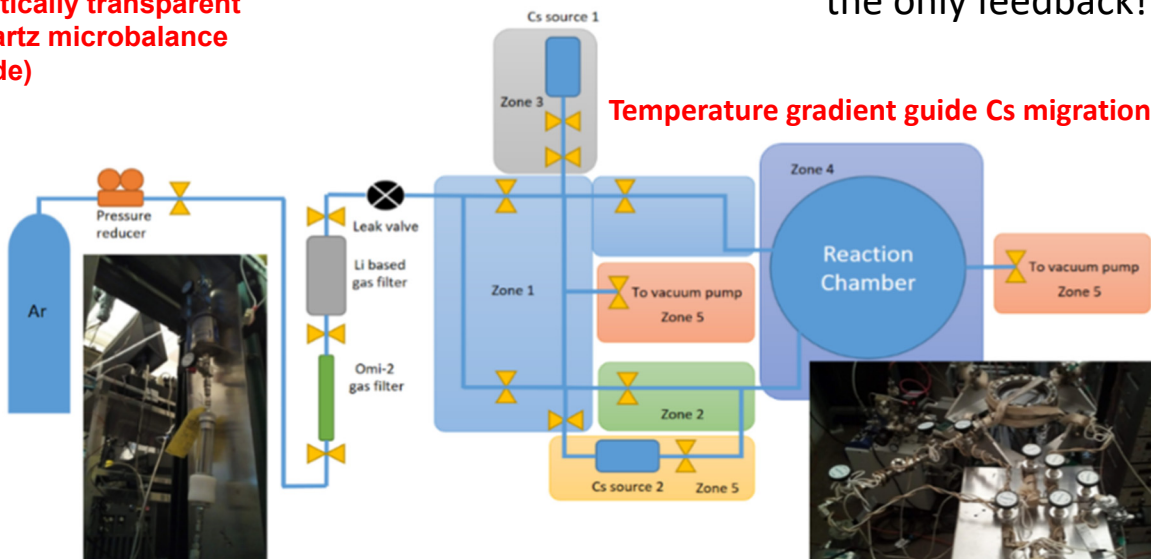 tically transparent
artz microbalance
de)
the only feedback!
Cs source 1
Zone 3
Temperature gradient guide Cs migration
Zone 4
Pressure
reducer
Leak valve
Li based
gas filter
Zone 1
Reaction
Chamber
To vacuum pump
Zone 5
To vacuum pump
Zone 5
Ar
Omi-2
gas filter
Zone 2
Cs source 2
Zone 5